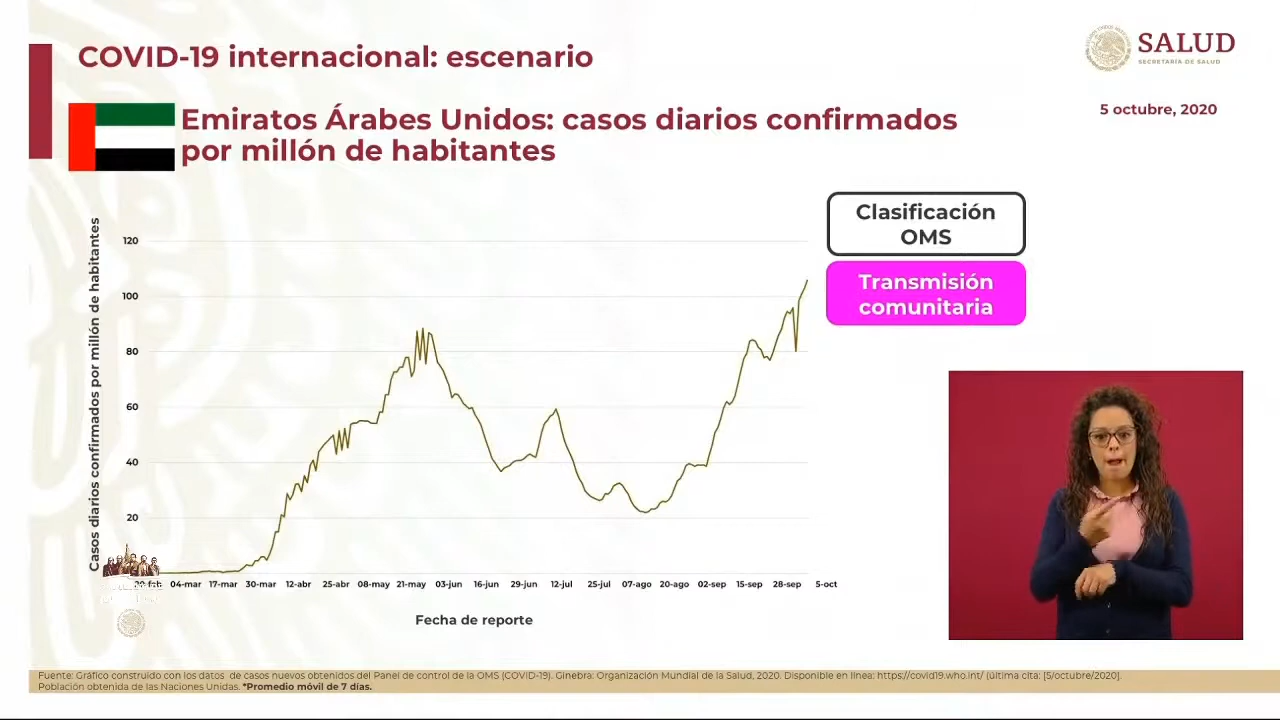 COVID-19 internacional: escenario
SALUD
SECRETARÍA DE SALUD
5 octubre, 2020
Emiratos Árabes Unidos: casos diarios confirmados
por millón de habitantes
Clasificación
OMS
Transmisión
comunitaria
Casos diarios confirmados por millón de habitantes
120
100
80
60
40
20
04-mar 17-mar 30-mar 12-abr 25-abr 08-may 21-may 03-jun 16-jun 29-jun 12-jul 25-jul 07-ago 20-ago 02-sep 15-sep 28-sep 5-oct
Fecha de reporte
Fuente: Gráfico construido con los datos de casos nuevos obtenidos del Panel de control de la OMS (COVID-19). Ginebra: Organización Mundial de la Salud, 2020. Disponible en línea: https://covid19.who.int/ (última cita: [5/octubre/2020].
Población obtenida de las Naciones Unidas. *Promedio móvil de 7 días.